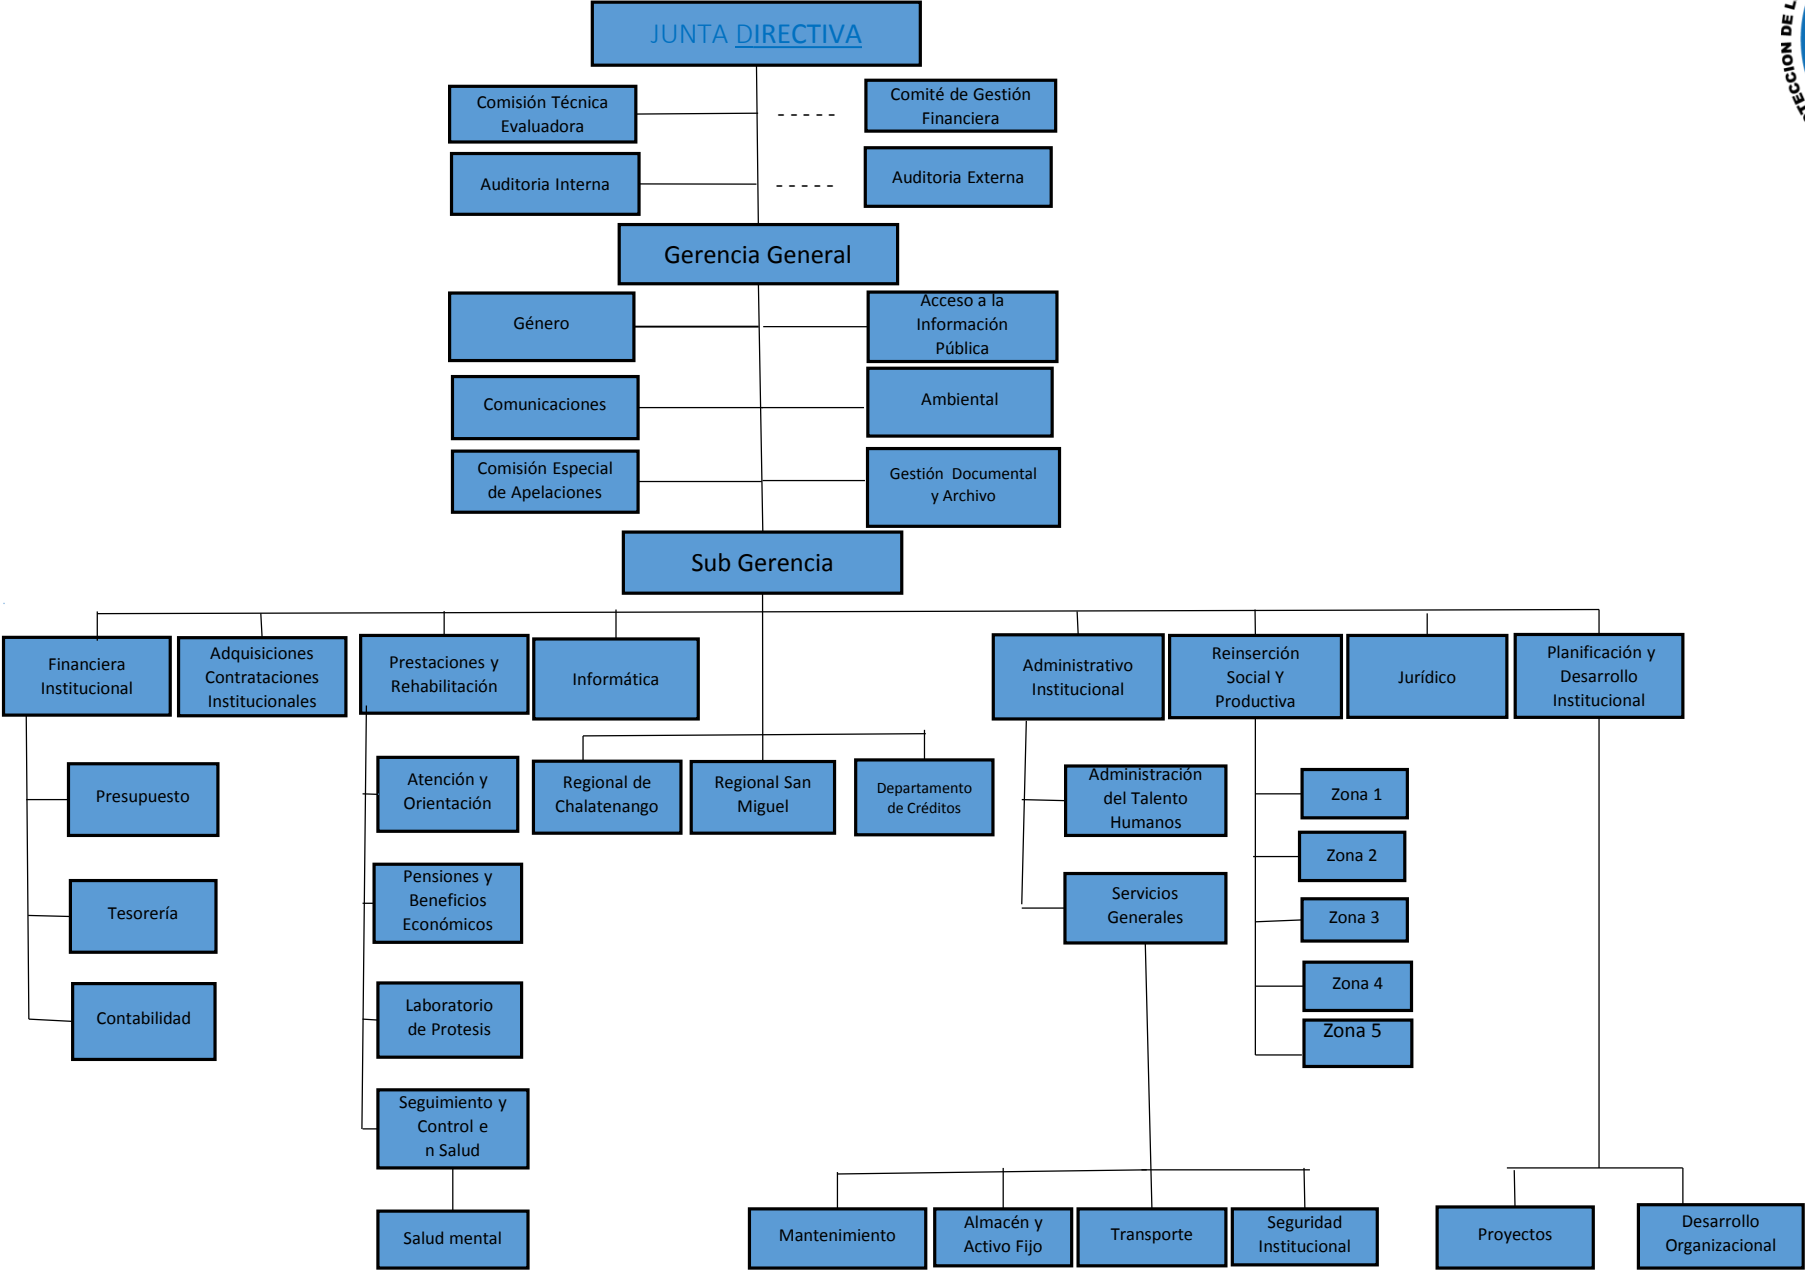 JUNTA DIRECTIVA
Comisión Técnica
Evaluadora
Comité de Gestión
Financiera
Auditoria Interna
Auditoria Externa
Gerencia General
Género
Acceso a la
Información
Pública
Comunicaciones
Ambiental
Comisión Especial
de Apelaciones
Gestión Documental
y Archivo
Sub Gerencia
Financiera
Institucional
Adquisiciones
Contrataciones
Institucionales
Prestaciones y
Rehabilitación
Informática
Administrativo
Institucional
Reinserción
Social Y
Productiva
Jurídico
Planificación y
Desarrollo
Institucional
Presupuesto
Tesorería
Contabilidad
Atención y
Orientación
Pensiones y
Beneficios
Económicos
Laboratorio
de Protesis
Seguimiento y
Control e
n Salud
Salud mental
Regional de
Chalatenango
Regional San
Miguel
Departamento
de Créditos
Administración
del Talento
Humanos
Servicios
Generales
Zona 1
Zona 2
Zona 3
Zona 4
Zona 5
Mantenimiento
Almacén y
Activo Fijo
Transporte
Seguridad
Institucional
Proyectos
Desarrollo
Organizacional
DE